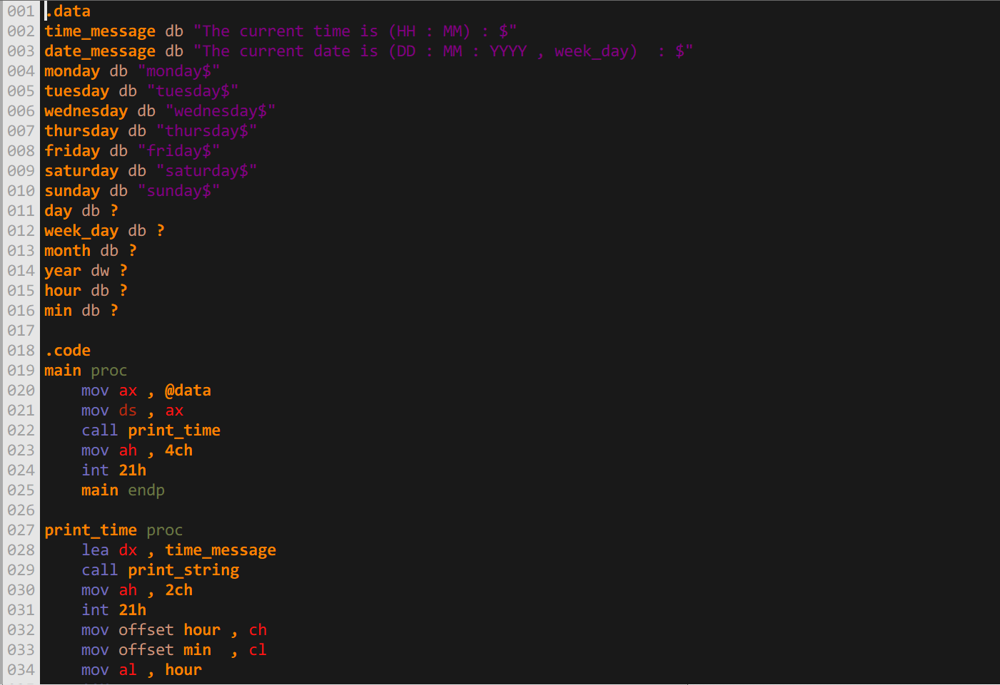 001 .data
002 time_message db "The current time is (HH : MM) : $"
003 date_message db "The current date is (DD : MM : YYYY , week_day)  : $"
004 monday db "monday$"
005 tuesday db "tuesday$"
006 wednesday db "wednesday$"
007 thursday db "thursday$"
008 friday db "friday$"
009 saturday db "saturday$"
010 sunday db "sunday$"
011 day db ?
012 week_day db ?
013 month db ?
014 year dw ?
015 hour db ?
016 min db ?
017
018 .code
019 main proc
020     mov ax , @data
021     mov ds , ax
022     call print_time
023     mov ah , 4ch
024     int 21h
025     main endp
026
027 print_time proc
028     lea dx , time_message
029     call print_string
030     mov ah , 2ch
031     int 21h
032     mov offset hour , ch
033     mov offset min  , cl
034     mov al , hour